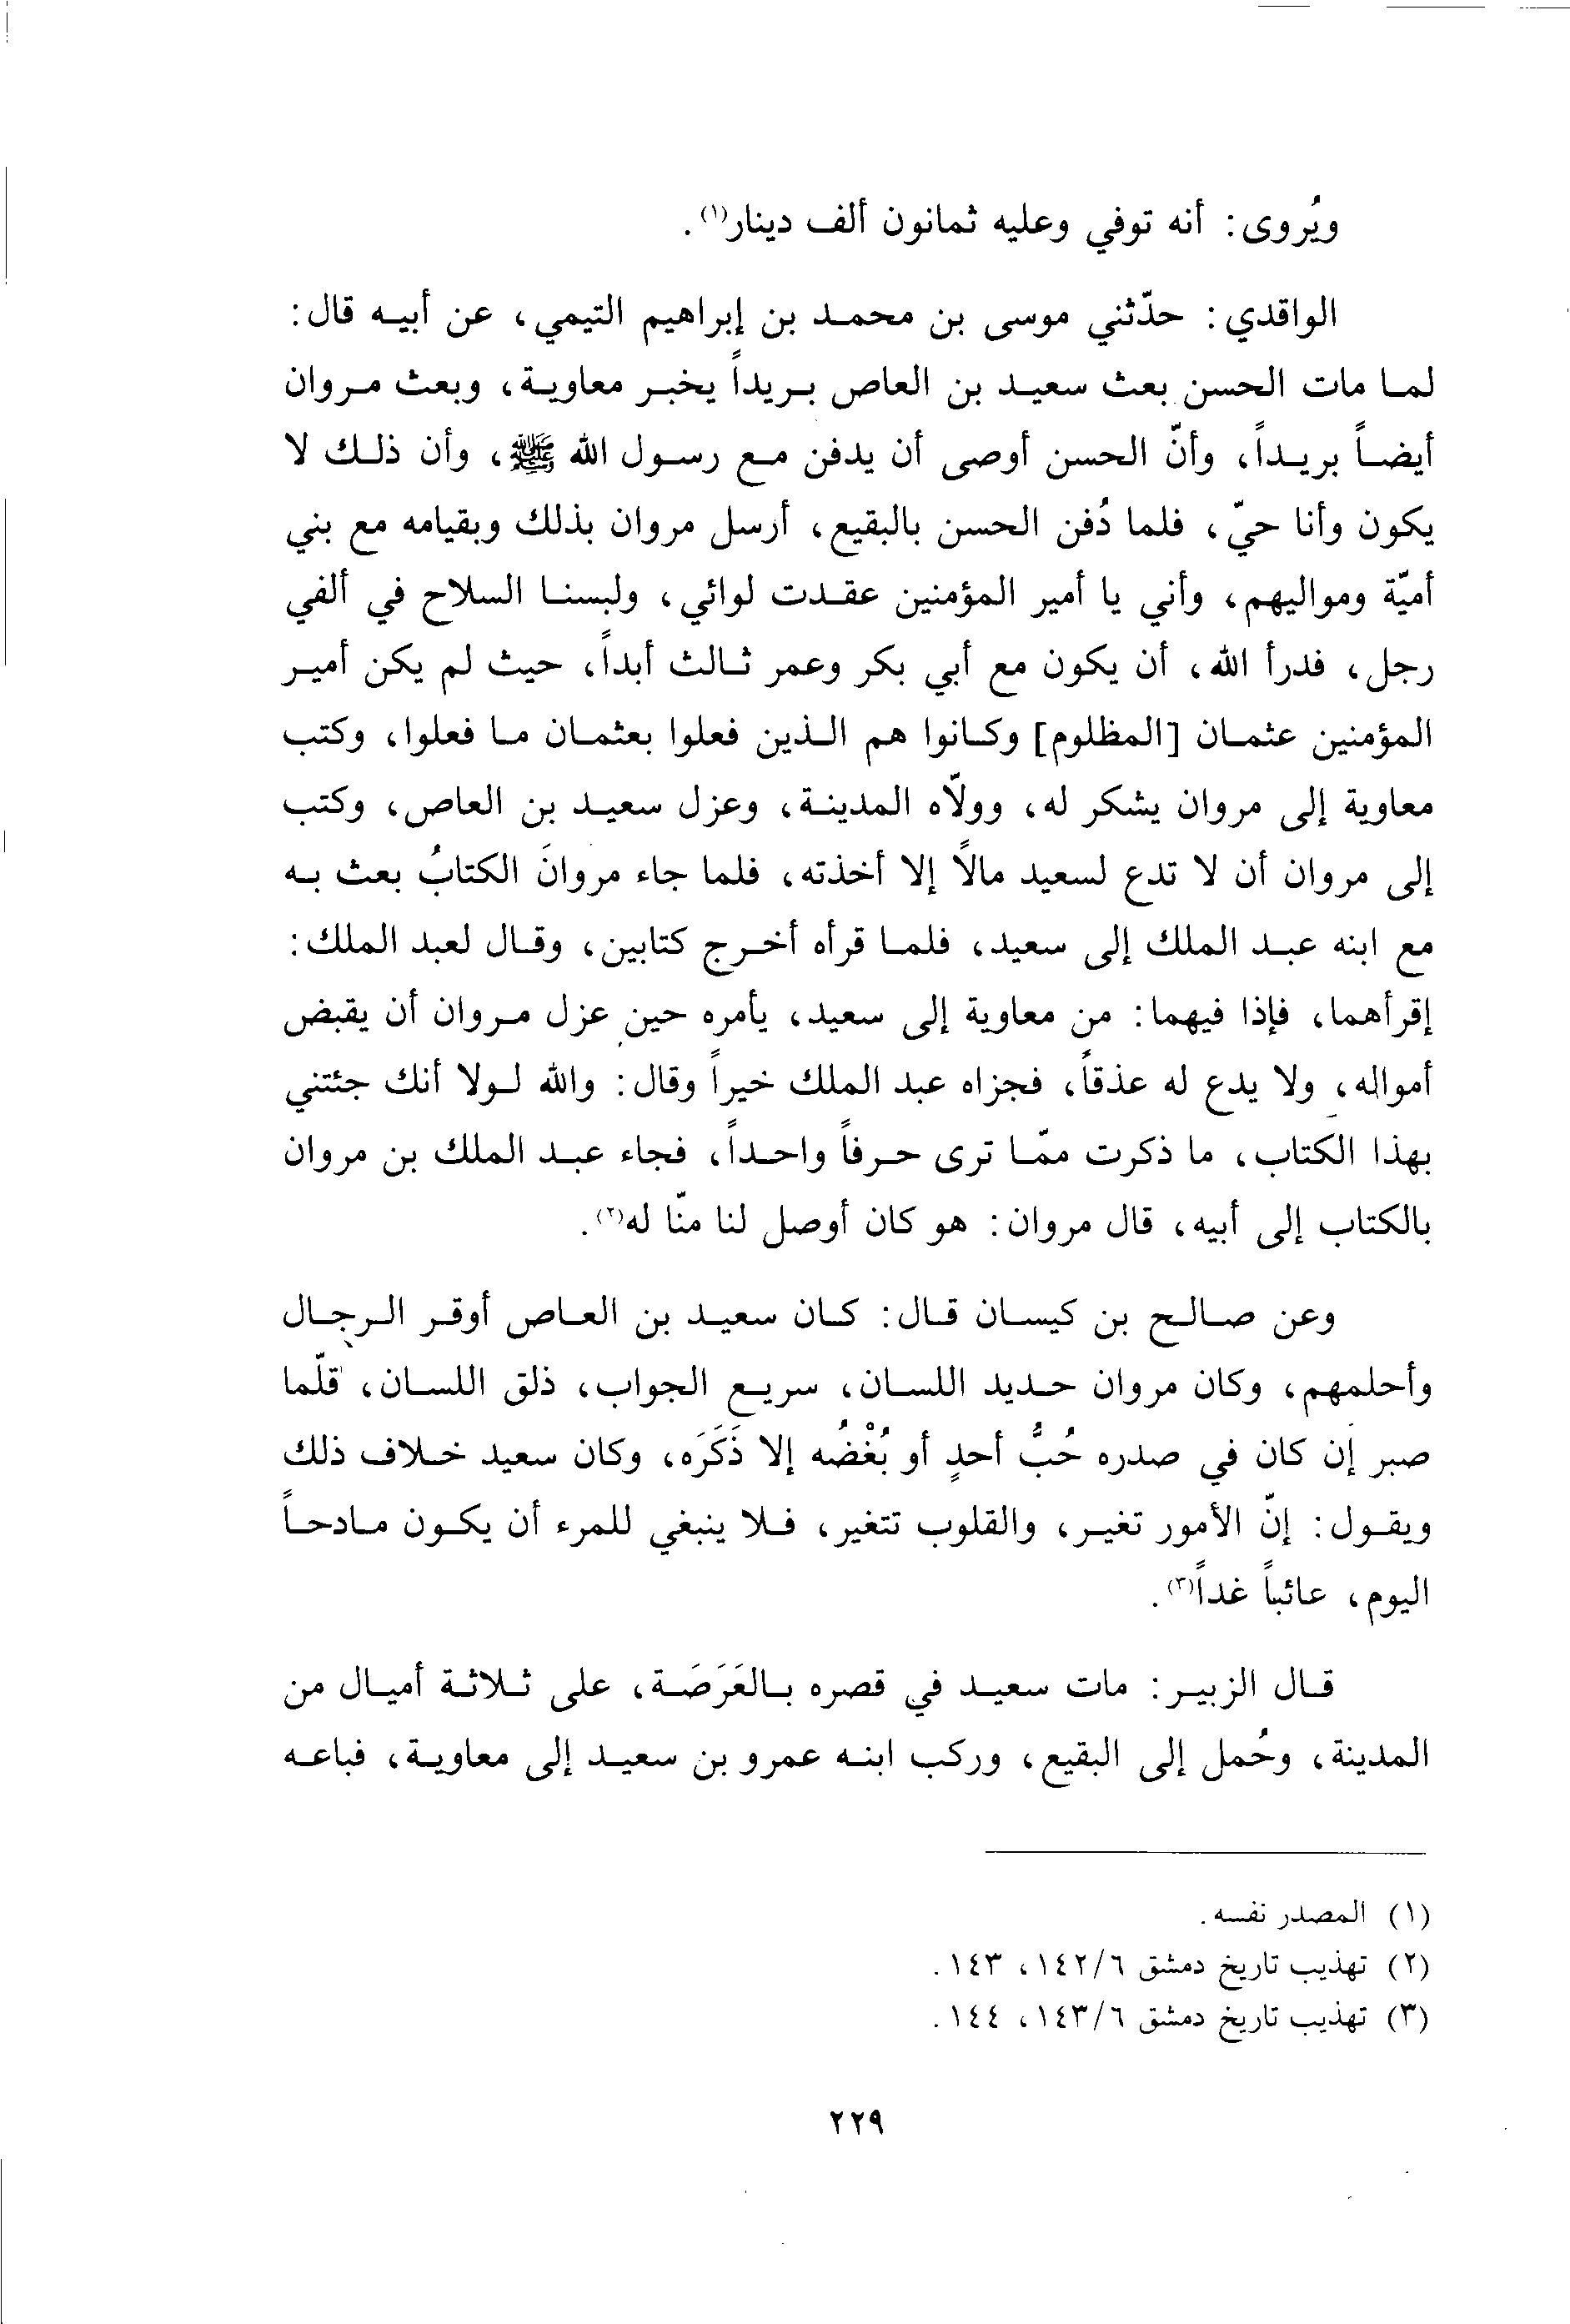 ويُروى: أنه توفي وعليه ثمانون ألف دينار(١).
الواقدي: حدّثني موسى بن محمد بن إبراهيم التيمي، عن أبيه قال:
لما مات الحسن بعث سعيد بن العاص بريداً يخبر معاوية، وبعث مروان
أيضاً بريداً، وأنّ الحسن أوصى أن يدفن مع رسول الله ﷺ، وأن ذلك لا
يكون وأنا حيّ، فلما دُفن الحسن بالبقيع، أرسل مروان بذلك وبقيامه مع بني
أميّة ومواليهم، وأني يا أمير المؤمنين عقدت لوائي، ولبسنا السلاح في ألفي
رجل، فدرأ الله، أن يكون مع أبي بكر وعمر ثالث أبداً، حيث لم يكن أمير
المؤمنين عثمان [المظلوم] وكانوا هم الذين فعلوا بعثمان ما فعلوا، وكتب
معاوية إلى مروان يشكر له، وولّاه المدينة، وعزل سعيد بن العاص، وكتب
إلى مروان أن لا تدع لسعيد مالًا إلا أخذته، فلما جاء مروانَ الكتابُ بعث به
مع ابنه عبد الملك إلى سعيد، فلما قرأه أخرج كتابين، وقال لعبد الملك:
إقرأهما، فإذا فيهما: من معاوية إلى سعيد، يأمره حين عزل مروان أن يقبض
أمواله، ولا يدع له عذقاً، فجزاه عبد الملك خيراً وقال: والله لولا أنك جئتني
بهذا الكتاب، ما ذكرت ممّا ترى حرفاً واحداً، فجاء عبد الملك بن مروان
بالكتاب إلى أبيه، قال مروان: هو كان أوصل لنا منّا له(٢).
وعن صالح بن كيسان قال: كان سعيد بن العاص أوقر الرجال
وأحلمهم، وكان مروان حديد اللسان، سريع الجواب، ذلق اللسان، قلّما
صبر إن كان في صدره حُبُّ أحدٍ أو بُغْضُه إلا ذَكَرَه، وكان سعيد خلاف ذلك
ويقول: إنّ الأمور تغير، والقلوب تتغير، فلا ينبغي للمرء أن يكون مادحاً
اليوم، عائباً غداً(٣).
قال الزبير: مات سعيد في قصره بالعَرَصَة، على ثلاثة أميال من
المدينة، وحُمل إلى البقيع، وركب ابنه عمرو بن سعيد إلى معاوية، فباعه
(١) المصدر نفسه.
(٢) تهذيب تاريخ دمشق ٦/١٤٢، ١٤٣.
(٣) تهذيب تاريخ دمشق ٦/١٤٣، ١٤٤.
٢٢٩